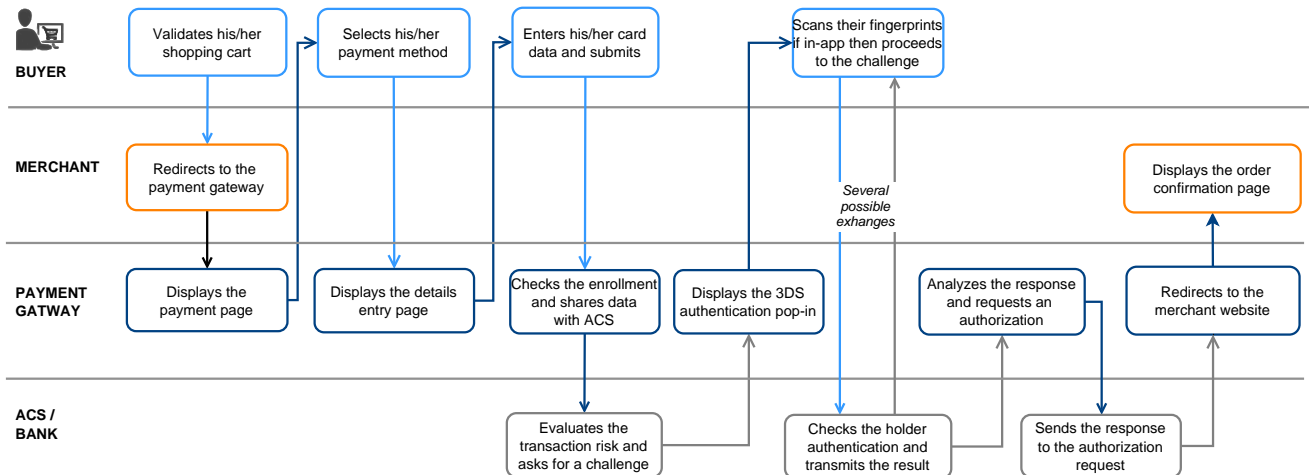 BUYER
Validates his/her
shopping cart
Selects his/her
payment method
Enters his/her card
data and submits
Scans their fingerprints
if in-app then proceeds
to the challenge
MERCHANT
Redirects to the
payment gateway
Several
possible
exhanges
Displays the order
confirmation page
PAYMENT
GATWAY
Displays the
payment page
Displays the details
entry page
Checks the enrollment
and shares data
with ACS
Displays the 3DS
authentication pop-in
Analyzes the response
and requests an
authorization
Redirects to the
merchant website
ACS /
BANK
Evaluates the
transaction risk and
asks for a challenge
Checks the holder
authentication and
transmits the result
Sends the response
to the authorization
request